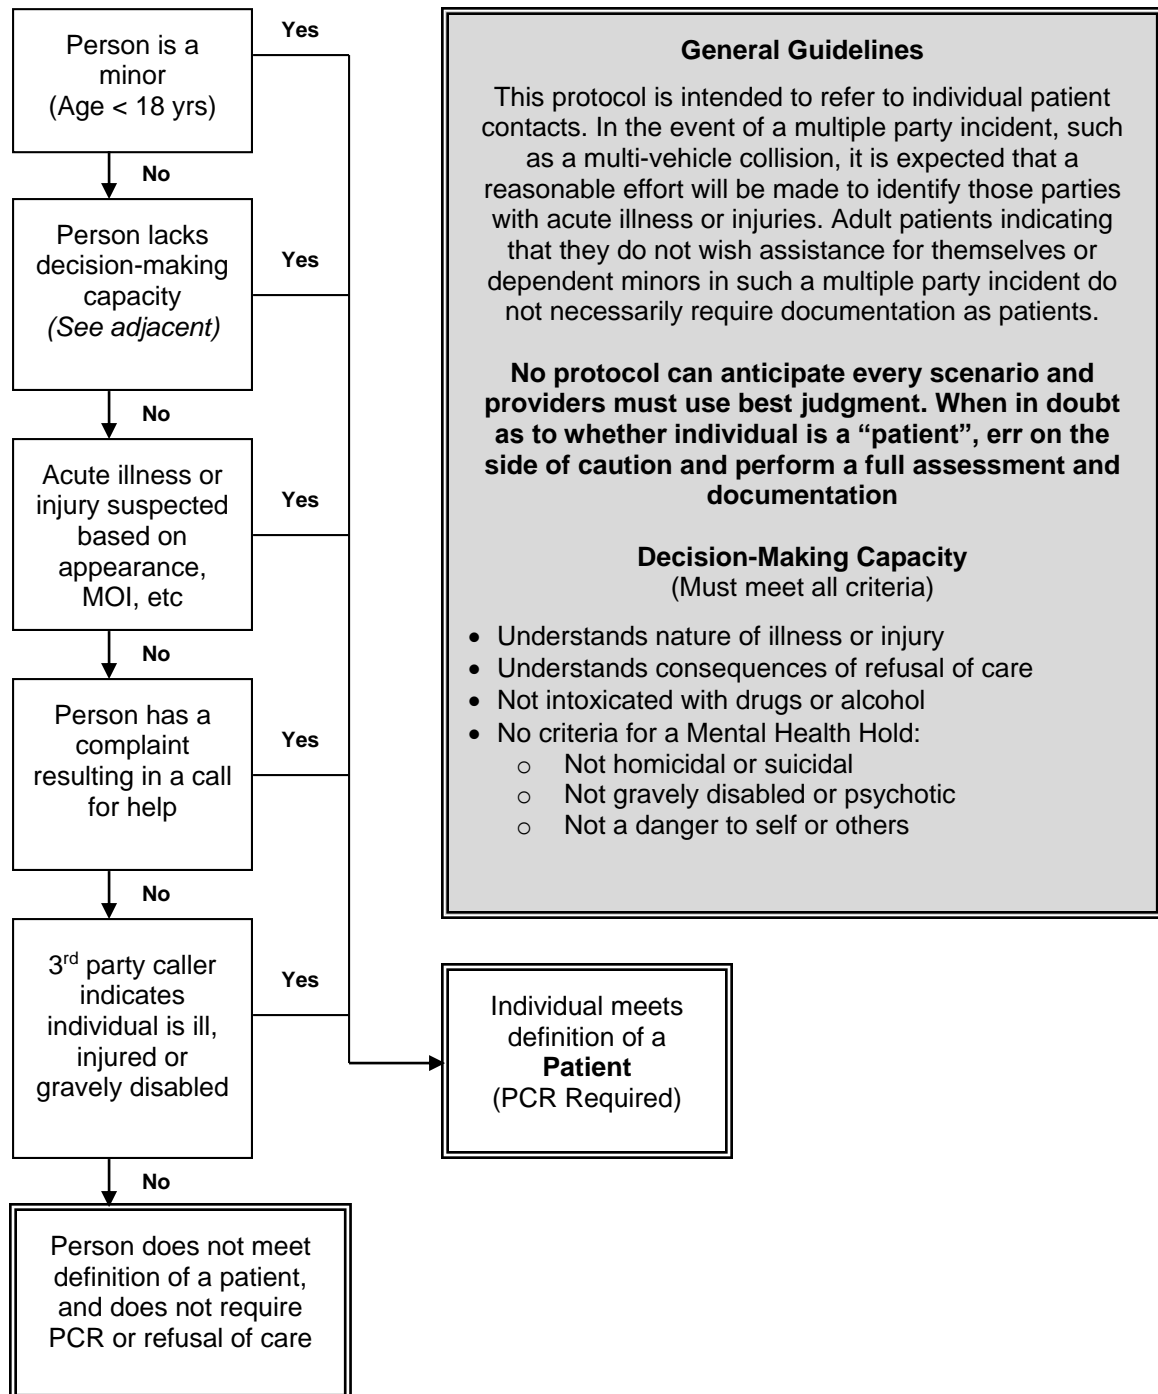 Person is a
minor
(Age < 18 yrs)
Yes
No
Person lacks
decision-making
capacity
(See adjacent)
Yes
No
Acute illness or
injury suspected
based on
appearance,
MOI, etc
Yes
No
Person has a
complaint
resulting in a call
for help
Yes
No
3rd party caller
indicates
individual is ill,
injured or
gravely disabled
Yes
No
Person does not meet
definition of a patient,
and does not require
PCR or refusal of care
General Guidelines
This protocol is intended to refer to individual patient
contacts. In the event of a multiple party incident, such
as a multi-vehicle collision, it is expected that a
reasonable effort will be made to identify those parties
with acute illness or injuries. Adult patients indicating
that they do not wish assistance for themselves or
dependent minors in such a multiple party incident do
not necessarily require documentation as patients.
No protocol can anticipate every scenario and
providers must use best judgment. When in doubt
as to whether individual is a “patient”, err on the
side of caution and perform a full assessment and
documentation
Decision-Making Capacity
(Must meet all criteria)
• Understands nature of illness or injury
• Understands consequences of refusal of care
• Not intoxicated with drugs or alcohol
• No criteria for a Mental Health Hold:
o Not homicidal or suicidal
o Not gravely disabled or psychotic
o Not a danger to self or others
Individual meets
definition of a
Patient
(PCR Required)